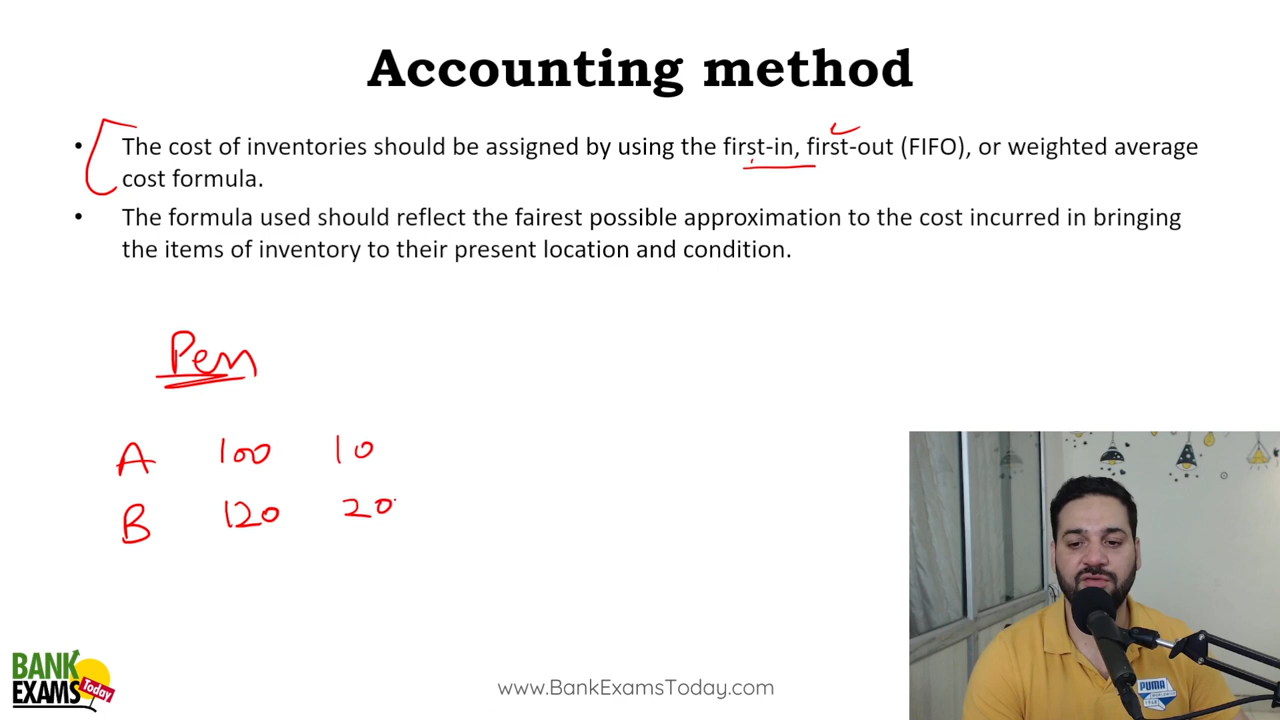 Accounting method
• The cost of inventories should be assigned by using the first-in, first-out (FIFO), or weighted average
cost formula.
• The formula used should reflect the fairest possible approximation to the cost incurred in bringing
the items of inventory to their present location and condition.
Pen
A 100 10
B 120 20
BANK
EXAMS
Today
www.BankExamsToday.com
PUMA